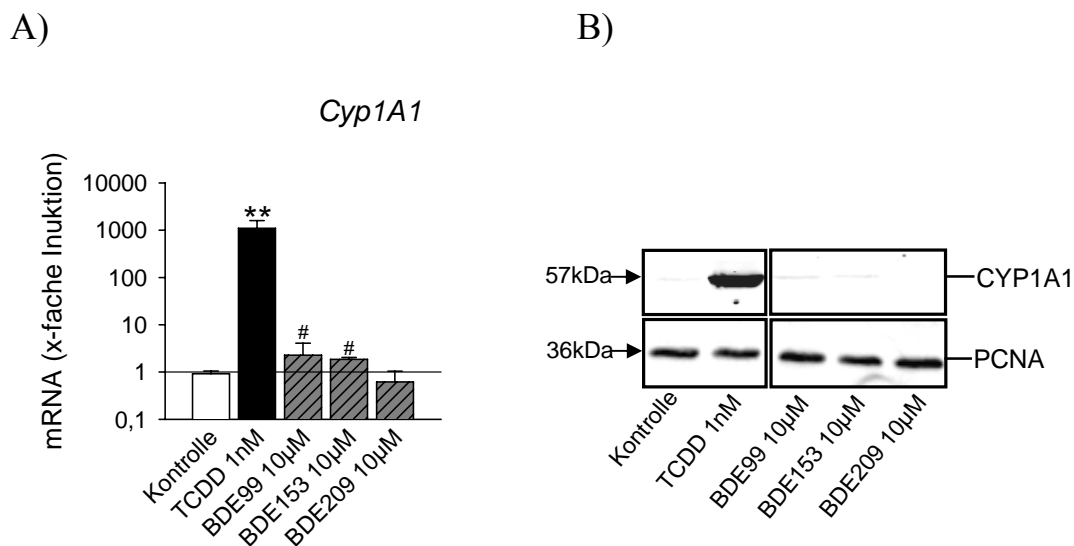 A)
B)
Cyp1A1
mRNA (x-fache Inuktion)
10000
1000
100
10
1
0,1
**
#
#
Kontrolle
TCDD 1nM
BDE99 10µM
BDE153 10µM
BDE209 10µM
57kDa
CYP1A1
36kDa
PCNA
Kontrolle
TCDD 1nM
BDE99 10µM
BDE153 10µM
BDE209 10µM